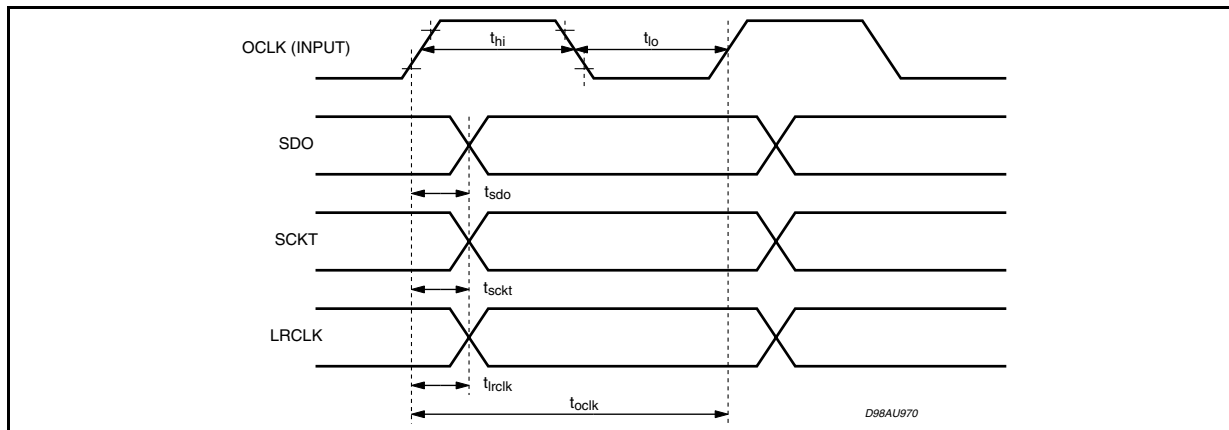 OCLK (INPUT)
thi
tlo
SDO
tsdo
SCKT
tsckt
LRCLK
tlrclk
toclk
D98AU970